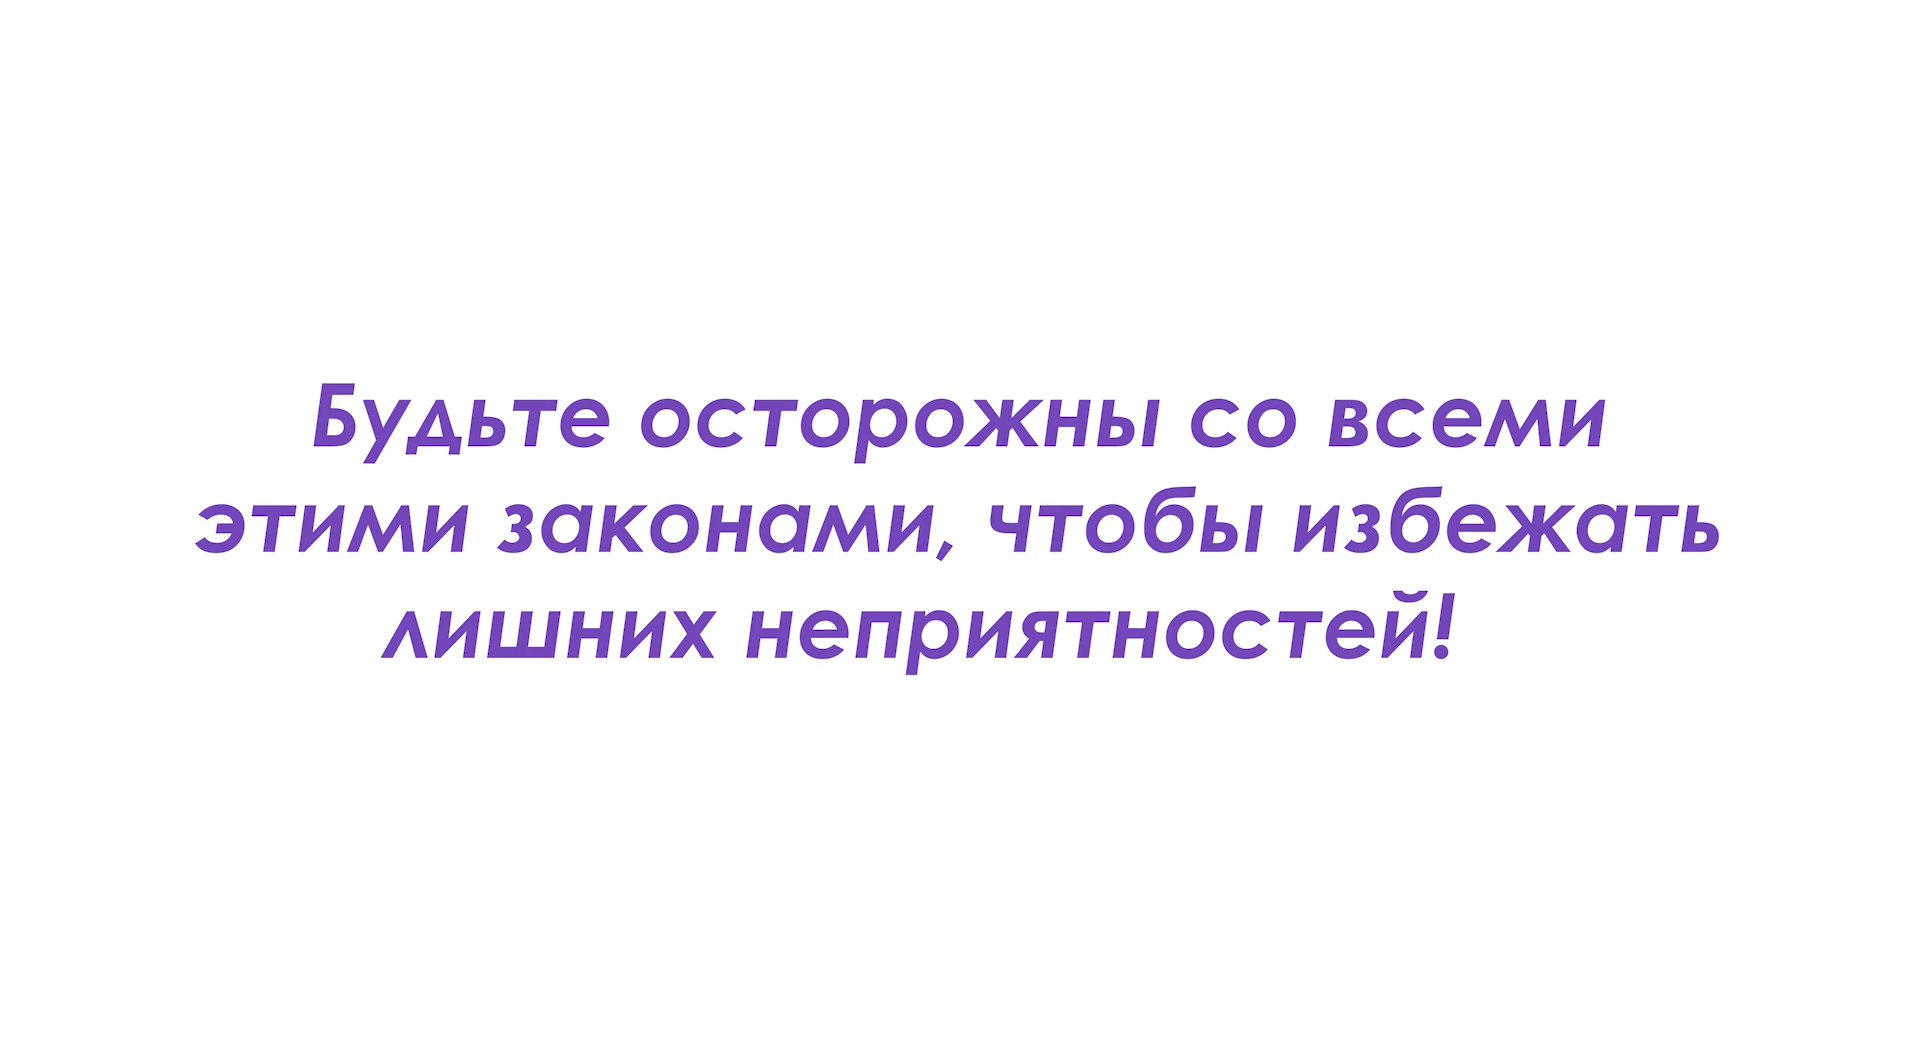 Будьте осторожны со всеми
этими законами, чтобы избежать
лишних неприятностей!